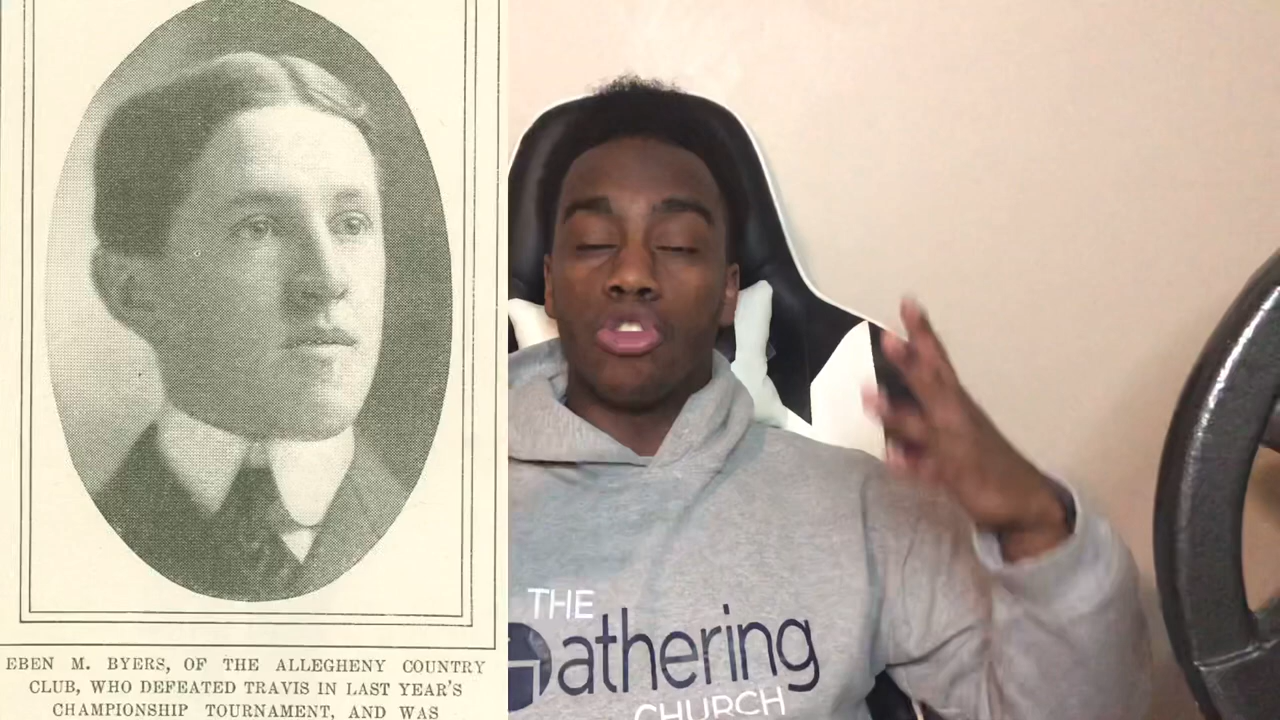 EBEN M. BYERS, OF THE ALLEGHENY COUNTRY
CLUB, WHO DEFEATED TRAVIS IN LAST YEAR'S
CHAMPIONSHIP TOURNAMENT, AND WAS
THE
Gathering
CHURCH